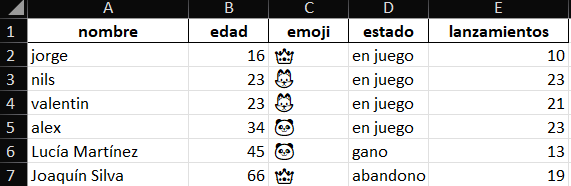 A B C D E
1 nombre edad emoji estado lanzamientos
2 jorge 16 👑 en juego 10
3 nils 23 🐱 en juego 23
4 valentin 23 🐱 en juego 21
5 alex 34 🐼 en juego 23
6 Lucía Martínez 45 🐼 gano 13
7 Joaquín Silva 66 👑 abandono 19